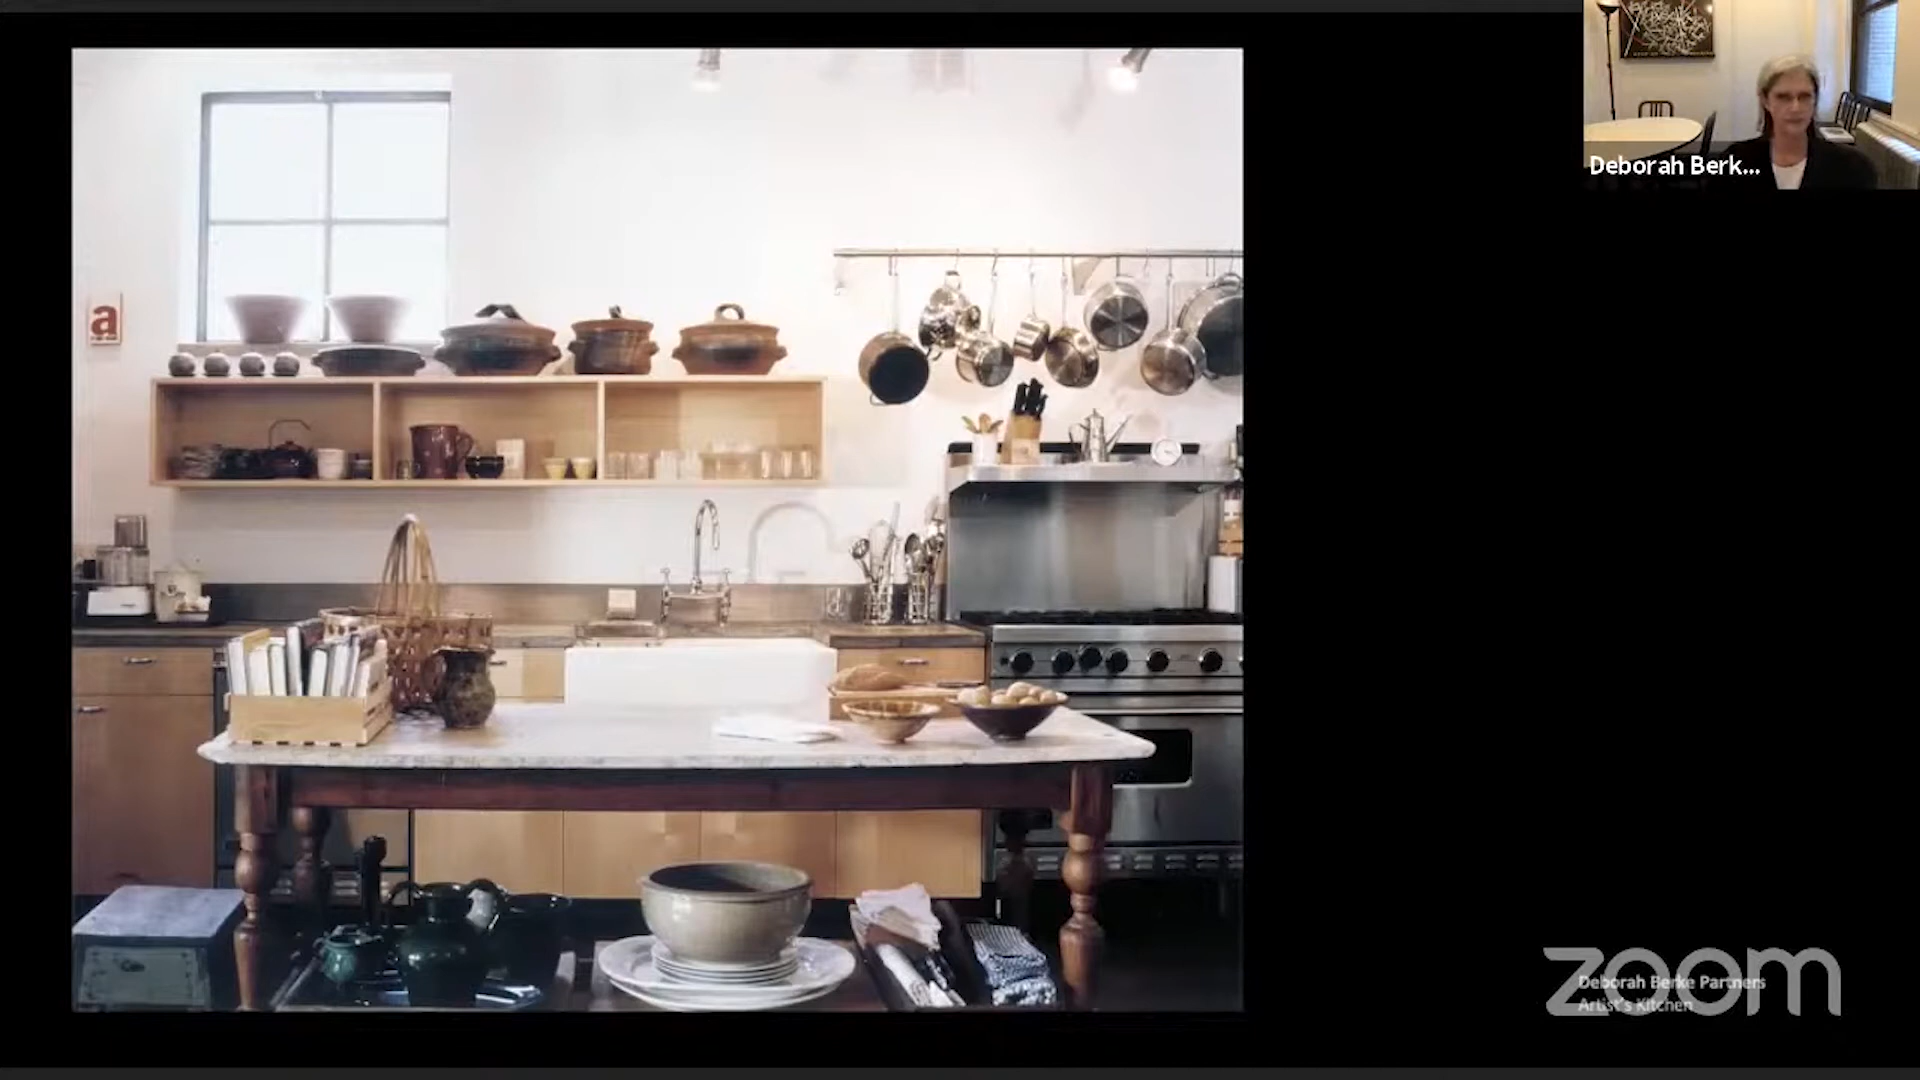 Deborah Berk...
a
zoom
Deborah Berke Partners
Artist's Kitchen